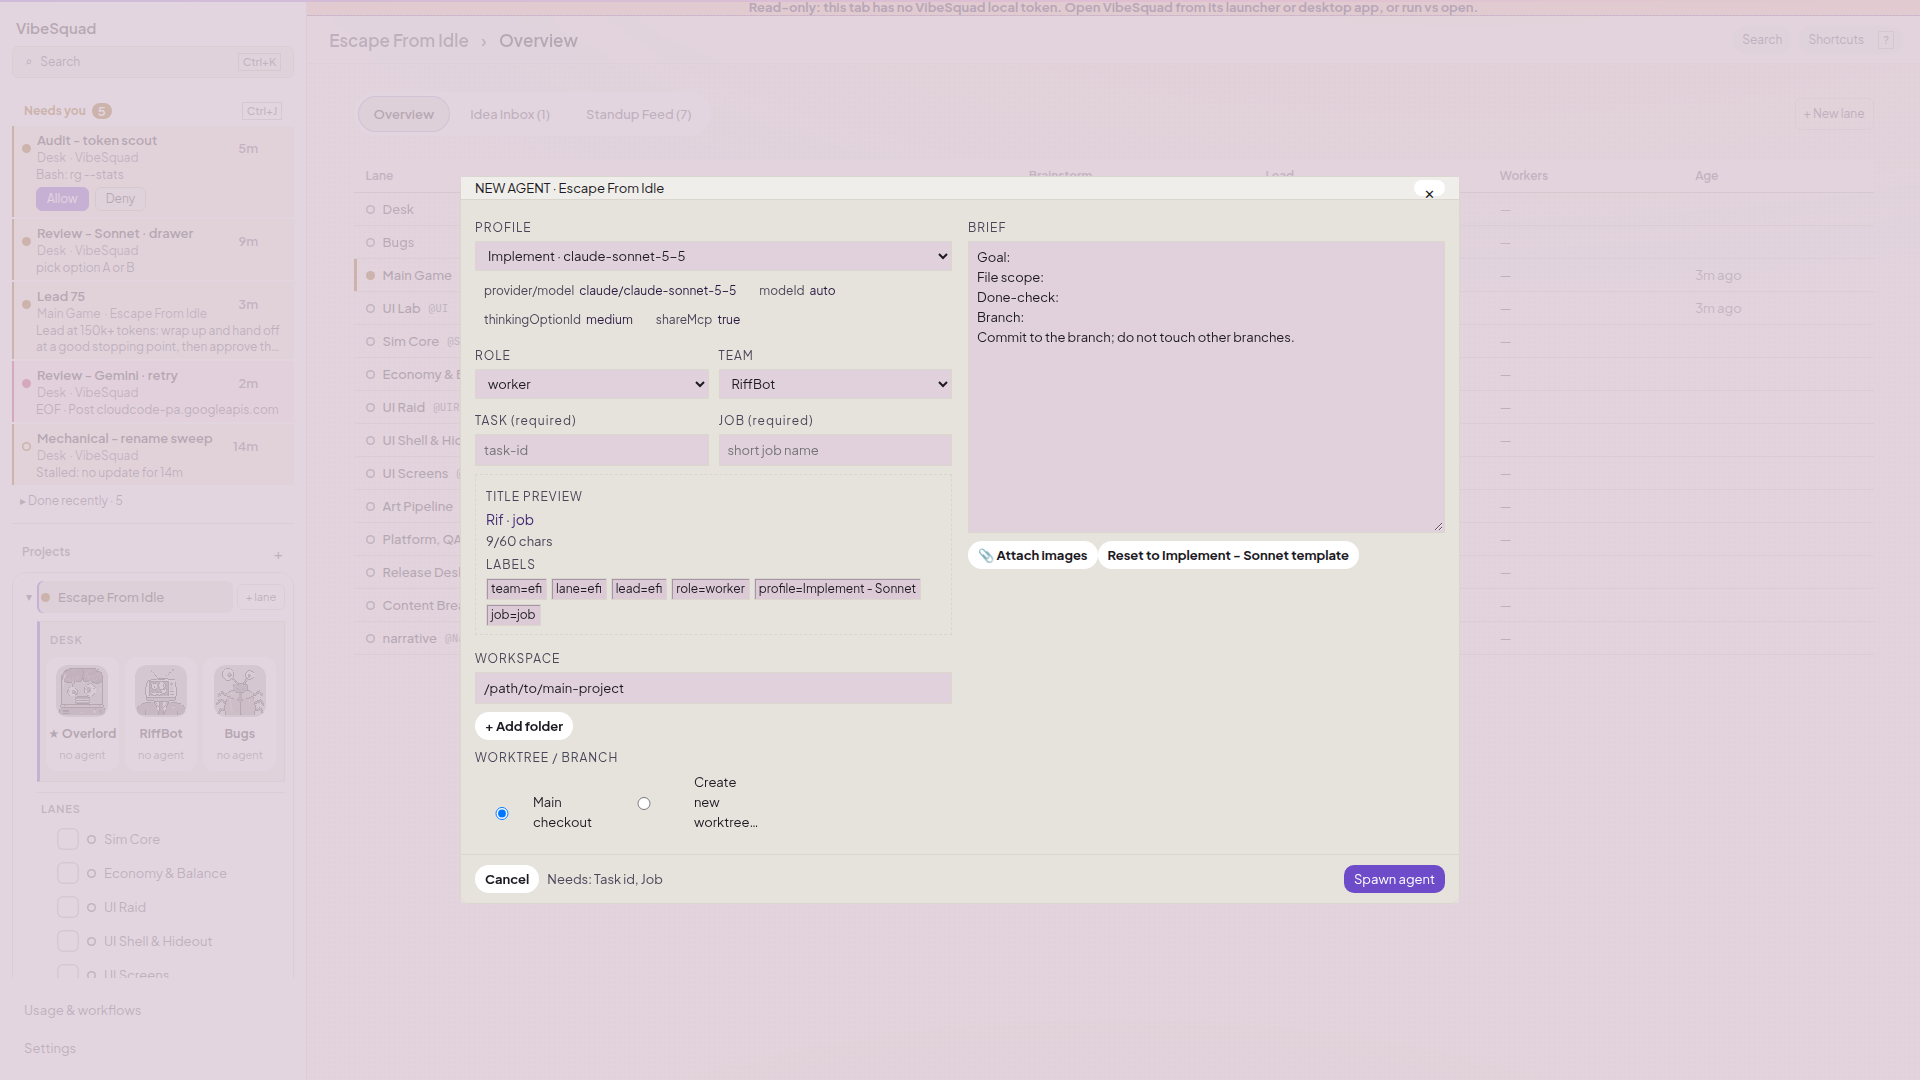 Read-only: this tab has no VibeSquad local token. Open VibeSquad from its launcher or desktop app, or run vs open.
VibeSquad
Search
Ctrl+K
Needs you 5
Ctrl+J
Audit – token scout
5m
Desk · VibeSquad
Bash: rg --stats
Allow
Deny
Review – Sonnet · drawer
9m
Desk · VibeSquad
pick option A or B
Lead 75
3m
Main Game · Escape From Idle
Lead at 150k+ tokens: wrap up and hand off
at a good stopping point, then approve th...
Review – Gemini · retry
2m
Desk · VibeSquad
EOF · Post cloudcode-pa.googleapis.com
Mechanical – rename sweep
14m
Desk · VibeSquad
Stalled: no update for 14m
▸ Done recently · 5
Projects
+
▾ Escape From Idle
+ lane
DESK
★ Overlord
RiffBot
Bugs
no agent
no agent
no agent
LANES
Sim Core
Economy & Balance
UI Raid
UI Shell & Hideout
UI Screens
Usage & workflows
Settings
Escape From Idle › Overview
Search
Shortcuts ?
Overview
Idea Inbox (1)
Standup Feed (7)
+ New lane
Lane
Brainstorm
Lead
Workers
Age
Desk
—
Bugs
—
Main Game
—
3m ago
UI Lab @UI
—
3m ago
Sim Core
—
Economy &
—
UI Raid @UIR
—
UI Shell & Hid
—
UI Screens
—
Art Pipeline
—
Platform, QA
—
Release Des
—
Content Brea
—
narrative
—
NEW AGENT · Escape From Idle
×
PROFILE
Implement · claude-sonnet-5-5
provider/model claude/claude-sonnet-5-5 modeId auto
thinkingOptionId medium shareMcp true
ROLE
TEAM
worker
RiffBot
TASK (required)
JOB (required)
task-id
short job name
TITLE PREVIEW
Rif · job
9/60 chars
LABELS
team=efi lane=efi lead=efi role=worker profile=Implement - Sonnet
job=job
WORKSPACE
/path/to/main-project
+ Add folder
WORKTREE / BRANCH
Main
checkout
Create
new
worktree...
BRIEF
Goal:
File scope:
Done-check:
Branch:
Commit to the branch; do not touch other branches.
📎 Attach images
Reset to Implement – Sonnet template
Cancel
Needs: Task id, Job
Spawn agent